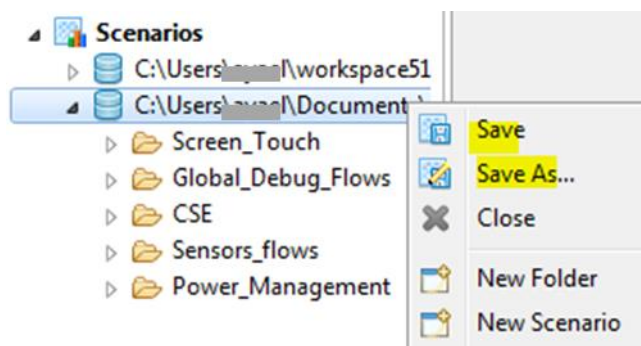 Scenarios
C:\Users\ \workspace51
C:\Users\ \Document
Screen_Touch
Global_Debug_Flows
CSE
Sensors_flows
Power_Management
Save
Save As...
Close
New Folder
New Scenario